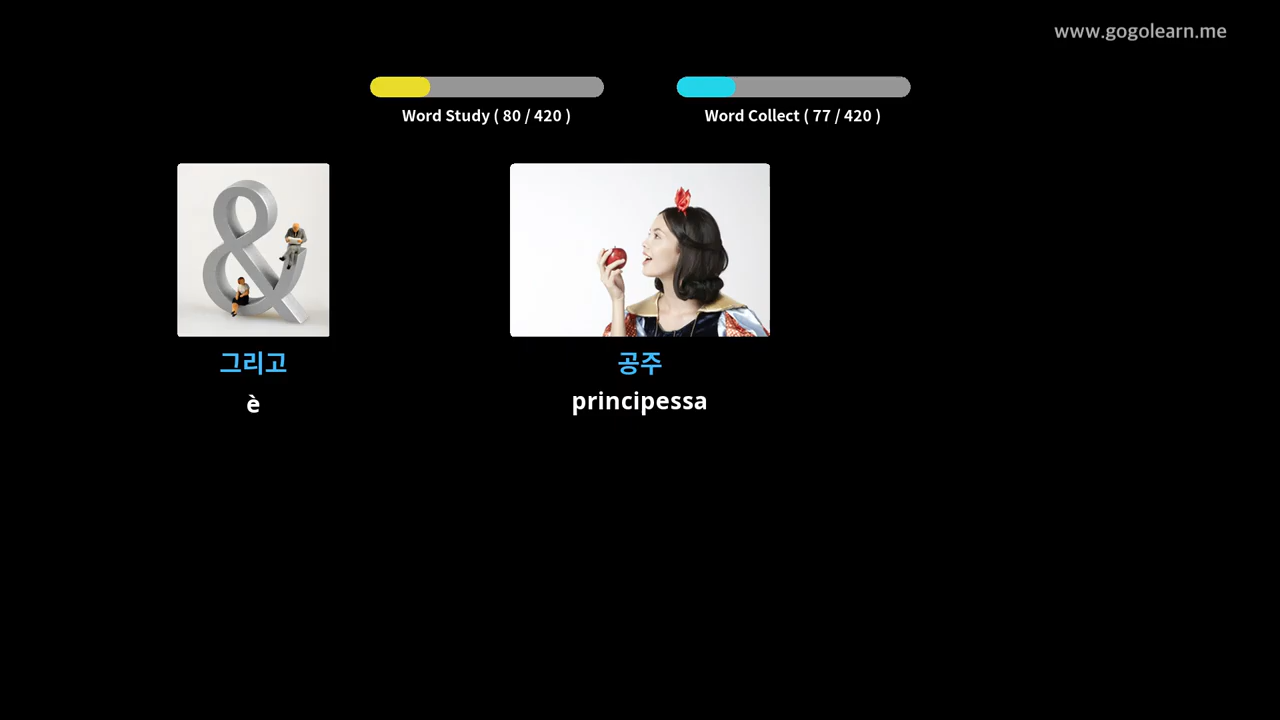 www.gogolearn.me
Word Study ( 80 / 420 )
Word Collect ( 77 / 420 )
그리고
è
공주
principessa